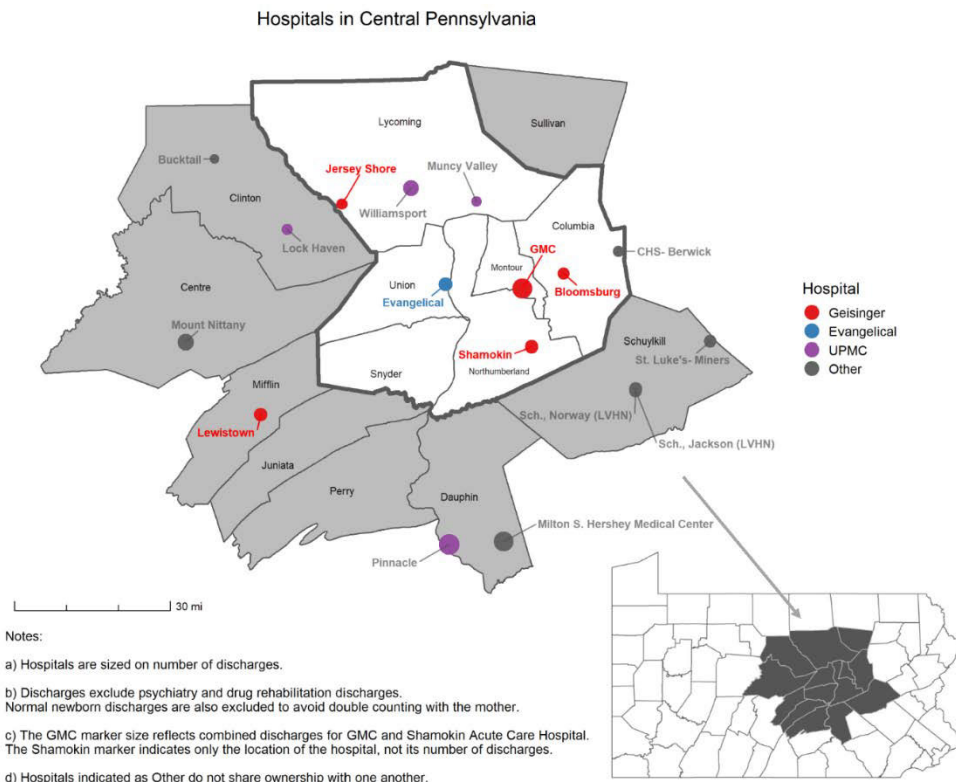 Hospitals in Central Pennsylvania
Lycoming
Sullivan
Bucktail
Jersey Shore
Muncy Valley
Clinton
Williamsport
Columbia
Lock Haven
GMC
CHS- Berwick
Montour
Centre
Union
Bloomsburg
Evangelical
Mount Nittany
Schuylkill
Shamokin
St. Luke's- Miners
Snyder
Northumberland
Mifflin
Sch., Norway (LVHN)
Lewistown
Sch., Jackson (LVHN)
Juniata
Perry
Dauphin
Milton S. Hershey Medical Center
Pinnacle
Hospital
Geisinger
Evangelical
UPMC
Other
30 mi
Notes:
a) Hospitals are sized on number of discharges.
b) Discharges exclude psychiatry and drug rehabilitation discharges.
Normal newborn discharges are also excluded to avoid double counting with the mother.
c) The GMC marker size reflects combined discharges for GMC and Shamokin Acute Care Hospital.
The Shamokin marker indicates only the location of the hospital, not its number of discharges.
d) Hospitals indicated as Other do not share ownership with one another.